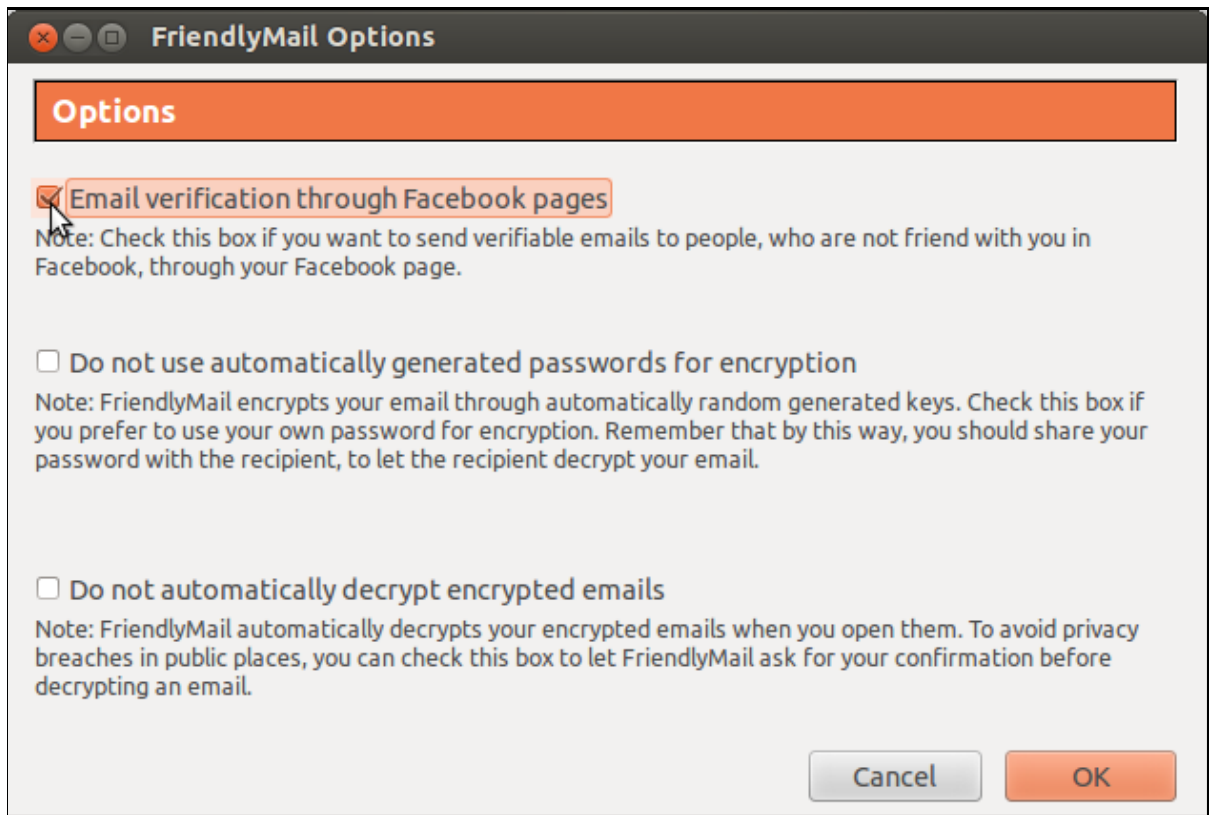 FriendlyMail Options
Options
Email verification through Facebook pages
Note: Check this box if you want to send verifiable emails to people, who are not friend with you in
Facebook, through your Facebook page.
Do not use automatically generated passwords for encryption
Note: FriendlyMail encrypts your email through automatically random generated keys. Check this box if
you prefer to use your own password for encryption. Remember that by this way, you should share your
password with the recipient, to let the recipient decrypt your email.
Do not automatically decrypt encrypted emails
Note: FriendlyMail automatically decrypts your encrypted emails when you open them. To avoid privacy
breaches in public places, you can check this box to let FriendlyMail ask for your confirmation before
decrypting an email.
Cancel OK